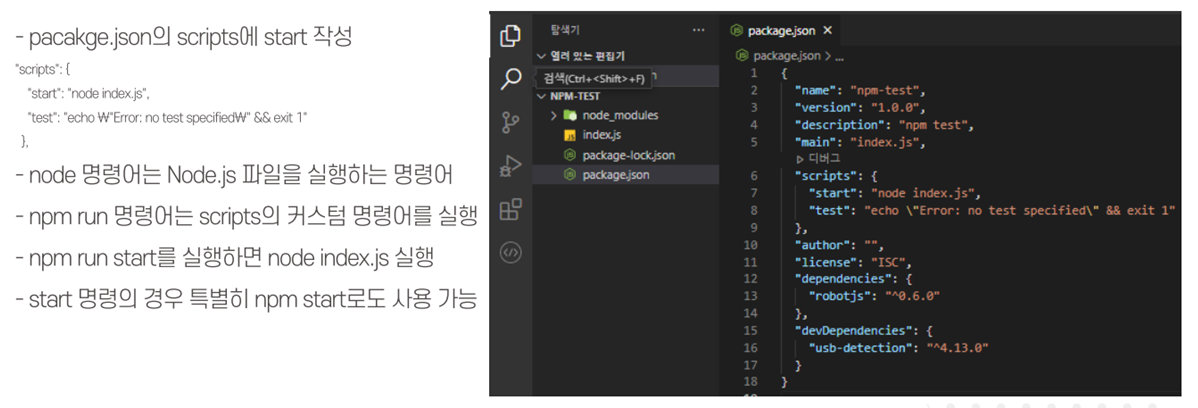 - pacakge.json의 scripts에 start 작성
"scripts": {
"start": "node index.js",
"test": "echo ₩"Error: no test specified₩" && exit 1"
},
- node 명령어는 Node.js 파일을 실행하는 명령어
- npm run 명령어는 scripts의 커스텀 명령어를 실행
- npm run start를 실행하면 node index.js 실행
- start 명령의 경우 특별히 npm start로도 사용 가능
탐색기 ...
열려 있는 편집기
검색(Ctrl+<Shift>+F)
NPM-TEST
node_modules
JS index.js
package-lock.json
package.json
package.json ×
package.json > ...
1 {
2 "name": "npm-test",
3 "version": "1.0.0",
4 "description": "npm test",
5 "main": "index.js",
▷ 디버그
6 "scripts": {
7 "start": "node index.js",
8 "test": "echo \"Error: no test specified\" && exit 1"
9 },
10 "author": "",
11 "license": "ISC",
12 "dependencies": {
13 "robotjs": "^0.6.0"
14 },
15 "devDependencies": {
16 "usb-detection": "^4.13.0"
17 }
18 }